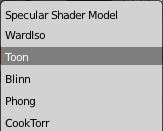 Specular Shader Model
WardIso
Toon
Blinn
Phong
CookTorr